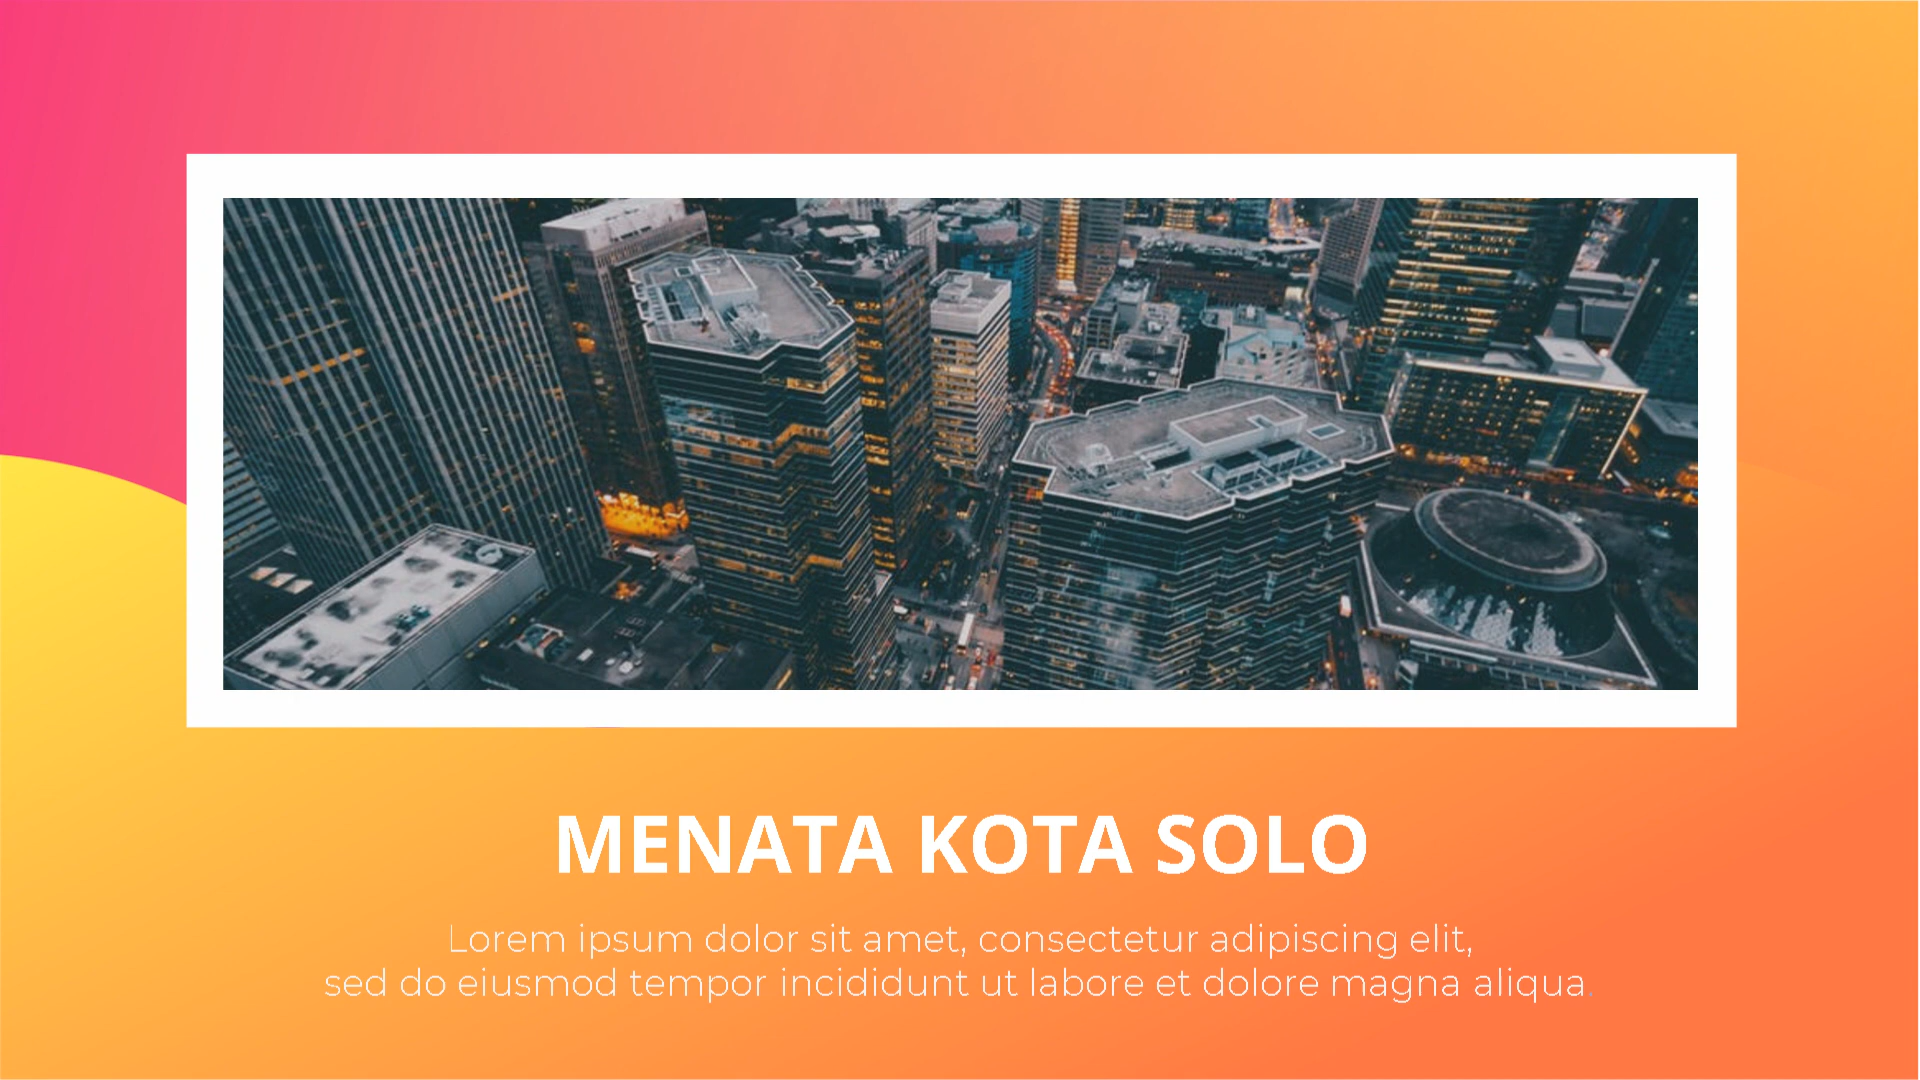 MENATA KOTA SOLO
Lorem ipsum dolor sit amet, consectetur adipiscing elit,
sed do eiusmod tempor incididunt ut labore et dolore magna aliqua.